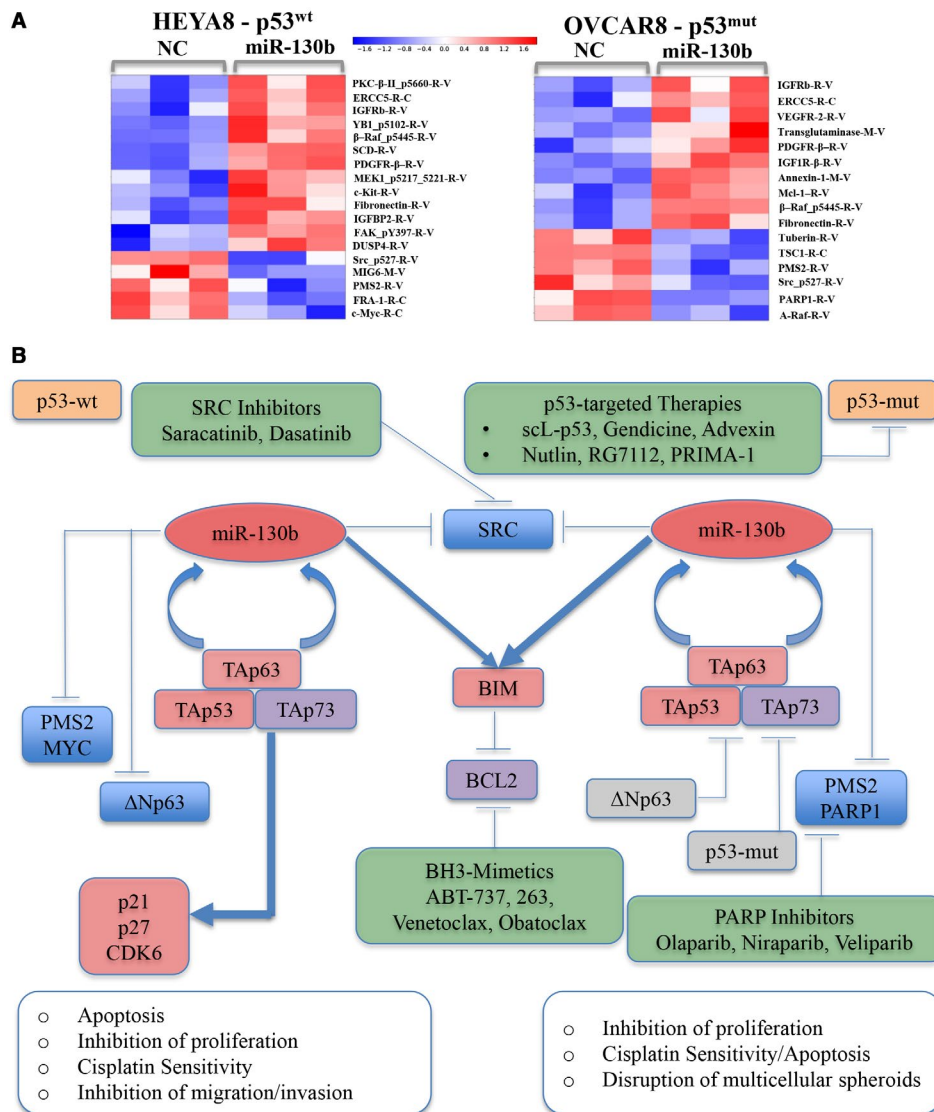 A
HEYA8 - p53wt
NC
miR-130b
−1.6 −1.2 −0.8 −0.4 0.0 0.4 0.8 1.2 1.6
PKC-β-II_p5660-R-V
ERCC5-R-C
IGFRb-R-V
YB1_p5102-R-V
β-Raf_p5445-R-V
SCD-R-V
PDGFR-β–R-V
MEK1_p5217_5221-R-V
c-Kit-R-V
Fibronectin-R-V
IGFBP2-R-V
FAK_pY397-R-V
DUSP4-R-V
Src_p527-R-V
MIG6-M-V
PMS2-R-V
FRA-1-R-C
c-Myc-R-C
OVCAR8 - p53mut
NC
miR-130b
IGFRb-R-V
ERCC5-R-C
VEGFR-2-R-V
Transglutaminase-M-V
PDGFR-β–R-V
IGF1R-β-R-V
Annexin-1-M-V
Mcl-1–R-V
β–Raf_p5445-R-V
Fibronectin-R-V
Tuberin-R-V
TSC1-R-C
PMS2-R-V
Src_p527-R-V
PARP1-R-V
A-Raf-R-V
B
p53-wt
SRC Inhibitors
Saracatinib, Dasatinib
p53-targeted Therapies
• scL-p53, Gendicine, Advexin
• Nutlin, RG7112, PRIMA-1
p53-mut
miR-130b
SRC
miR-130b
TAp63
TAp53
TAp73
BIM
TAp63
TAp53
TAp73
PMS2
MYC
ΔNp63
BCL2
ΔNp63
PMS2
PARP1
p53-mut
p21
p27
CDK6
BH3-Mimetics
ABT-737, 263,
Venetoclax, Obatoclax
PARP Inhibitors
Olaparib, Niraparib, Veliparib
o Apoptosis
o Inhibition of proliferation
o Cisplatin Sensitivity
o Inhibition of migration/invasion
o Inhibition of proliferation
o Cisplatin Sensitivity/Apoptosis
o Disruption of multicellular spheroids